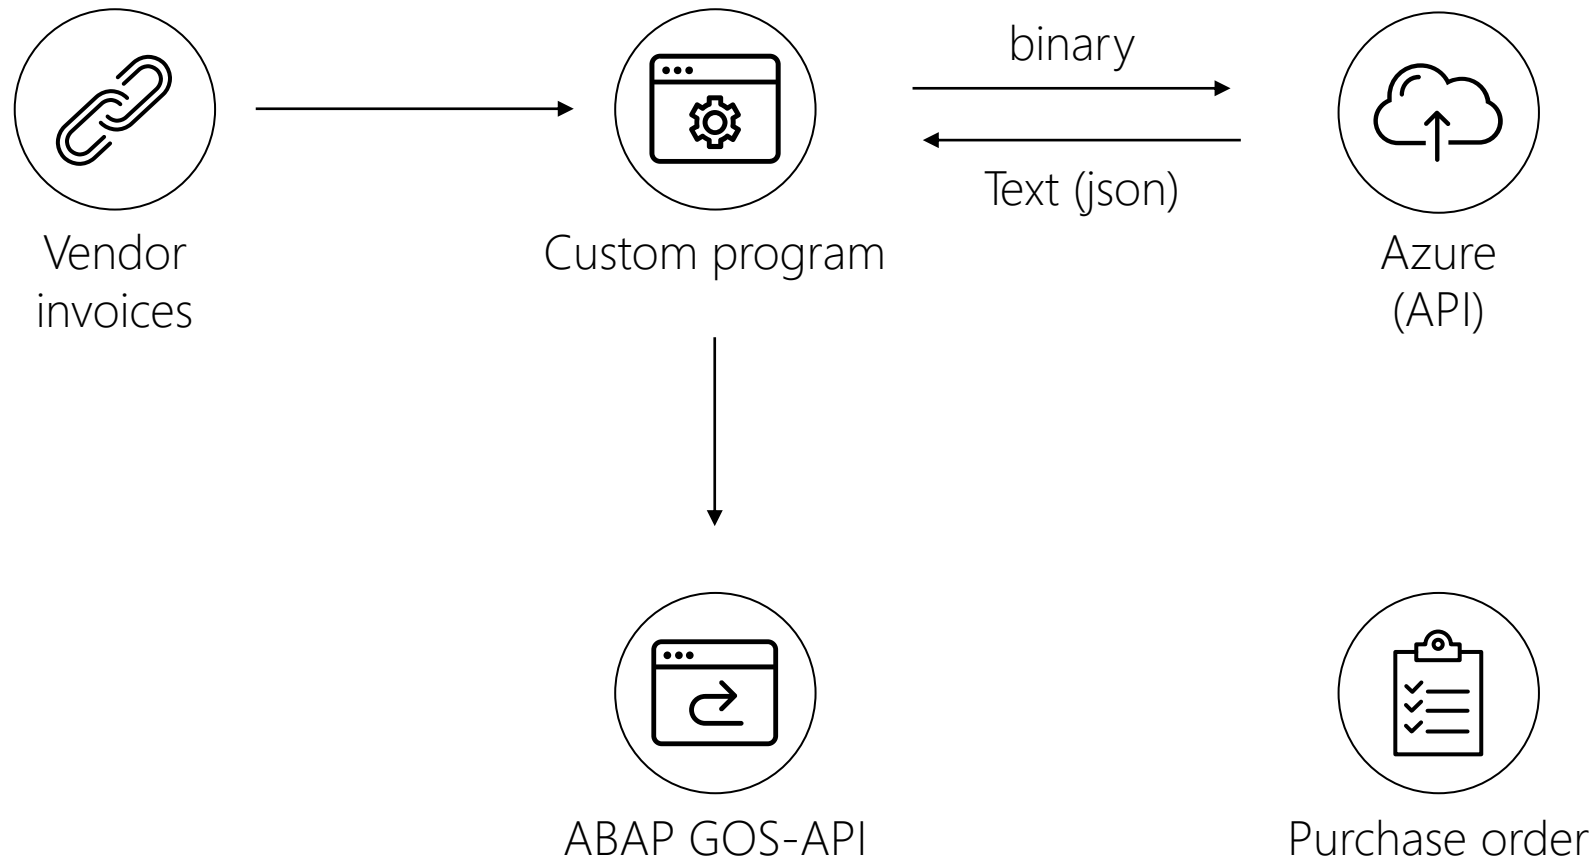 binary
Text (json)
Vendor
invoices
Custom program
Azure
(API)
ABAP GOS-API
Purchase order